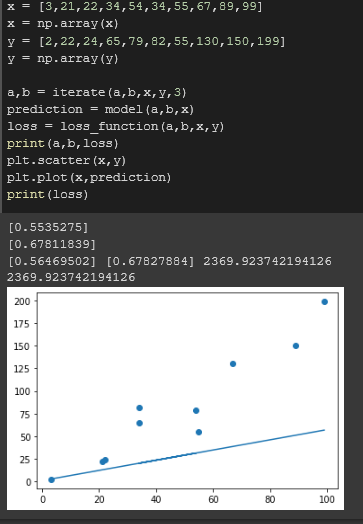 x = [3,21,22,34,54,34,55,67,89,99]
x = np.array(x)
y = [2,22,24,65,79,82,55,130,150,199]
y = np.array(y)
a,b = iterate(a,b,x,y,3)
prediction = model(a,b,x)
loss = loss_function(a,b,x,y)
print(a,b,loss)
plt.scatter(x,y)
plt.plot(x,prediction)
print(loss)
[0.5535275]
[0.67811839]
[0.56469502] [0.67827884] 2369.923742194126
2369.923742194126
200
175
150
125
100
75
50
25
0
0 20 40 60 80 100